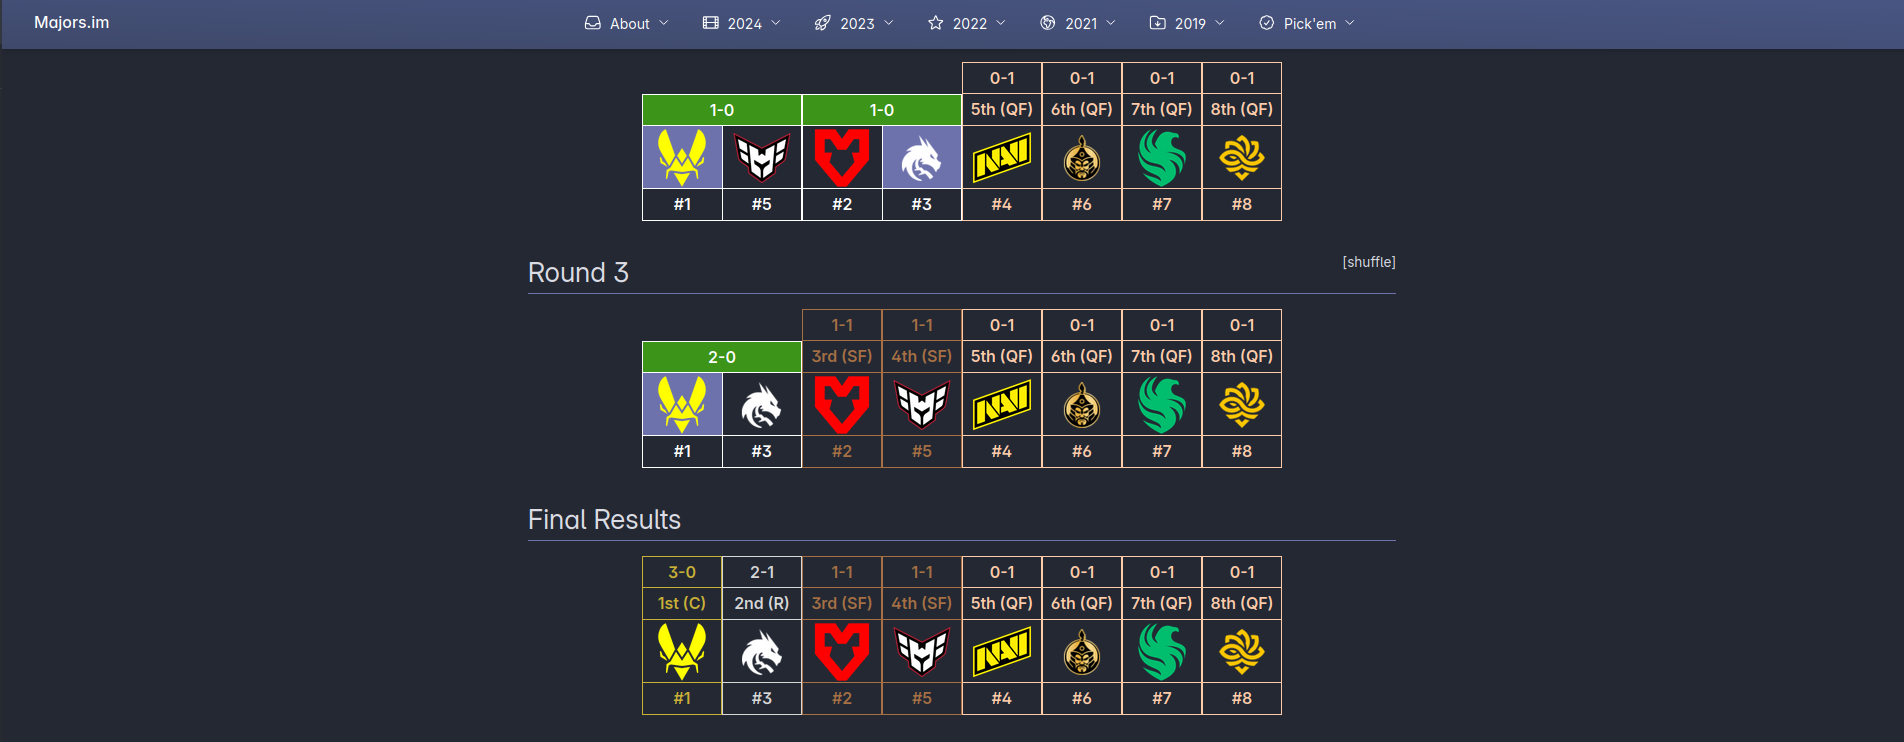 Majors.im About 2024 2023 2022 2021 2019 Pick'em
0-1 0-1 0-1 0-1
1-0 1-0 5th (QF) 6th (QF) 7th (QF) 8th (QF)
NAVI
#1 #5 #2 #3 #4 #6 #7 #8
Round 3 [shuffle]
1-1 1-1 0-1 0-1 0-1 0-1
2-0 3rd (SF) 4th (SF) 5th (QF) 6th (QF) 7th (QF) 8th (QF)
NAVI
#1 #3 #2 #5 #4 #6 #7 #8
Final Results
3-0 2-1 1-1 1-1 0-1 0-1 0-1 0-1
1st (C) 2nd (R) 3rd (SF) 4th (SF) 5th (QF) 6th (QF) 7th (QF) 8th (QF)
NAVI
#1 #3 #2 #5 #4 #6 #7 #8